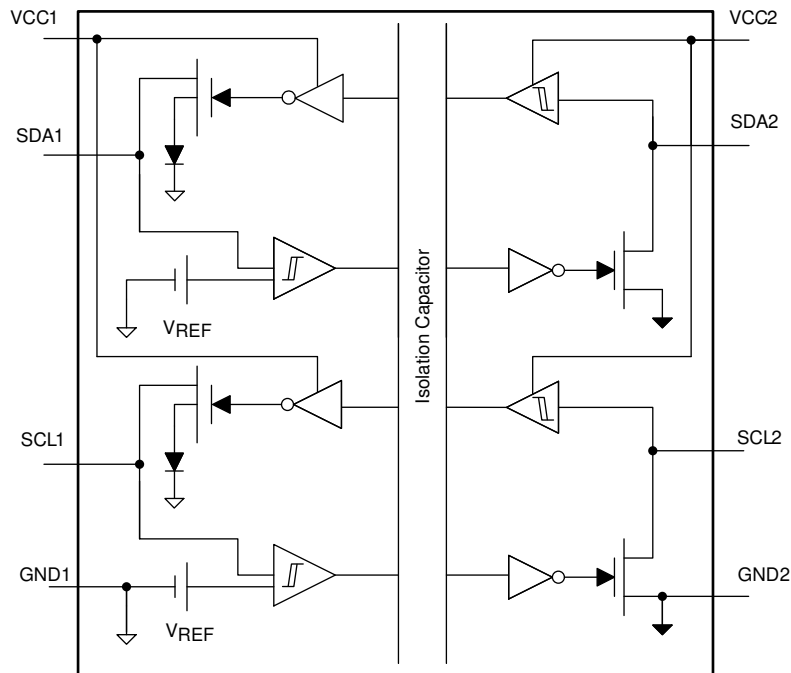 VCC1
VCC2
SDA1
SDA2
VREF
Isolation Capacitor
SCL1
SCL2
GND1
GND2
VREF